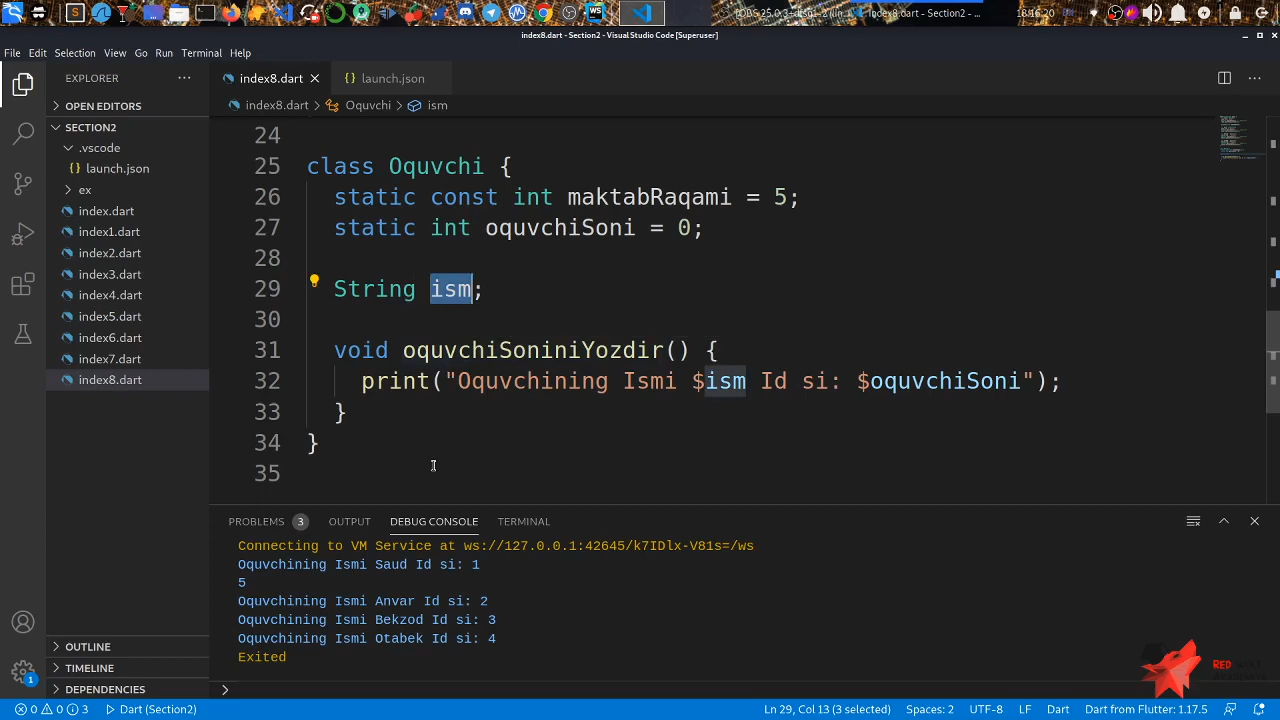 index8.dart - Section2 - ...
18:16:20
index8.dart - Section2 - Visual Studio Code [Superuser]
File Edit Selection View Go Run Terminal Help
EXPLORER
index8.dart
launch.json
OPEN EDITORS
index8.dart > Oquvchi > ism
SECTION2
.vscode
launch.json
ex
index.dart
index1.dart
index2.dart
index3.dart
index4.dart
index5.dart
index6.dart
index7.dart
index8.dart
OUTLINE
TIMELINE
DEPENDENCIES
24
25 class Oquvchi {
26 static const int maktabRaqami = 5;
27 static int oquvchiSoni = 0;
28
29 String ism;
30
31 void oquvchiSoniniYozdir() {
32 print("Oquvchining Ismi $ism Id si: $oquvchiSoni");
33 }
34 }
35
PROBLEMS 3 OUTPUT DEBUG CONSOLE TERMINAL
Connecting to VM Service at ws://127.0.0.1:42645/k7IDlx-V81s=/ws
Oquvchining Ismi Saud Id si: 1
5
Oquvchining Ismi Anvar Id si: 2
Oquvchining Ismi Bekzod Id si: 3
Oquvchining Ismi Otabek Id si: 4
Exited
>
1
0 0 3 Dart (Section2) Ln 29, Col 13 (3 selected) Spaces: 2 UTF-8 LF Dart Dart from Flutter: 1.17.5